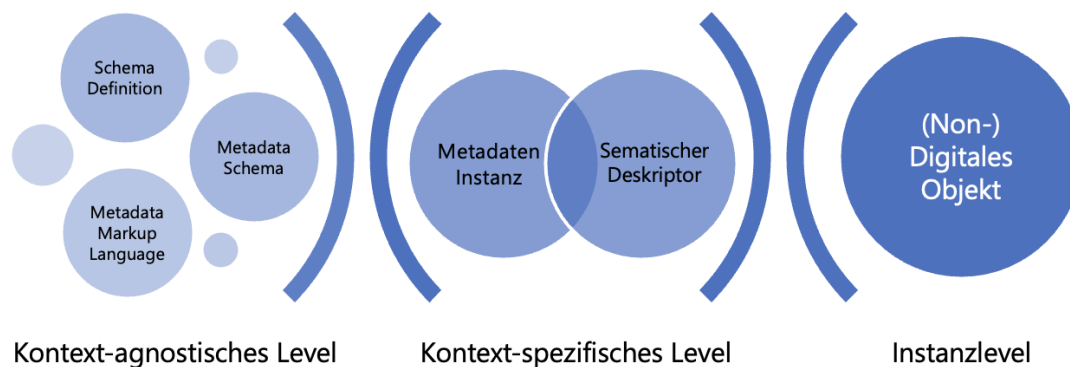 Schema
Definition
Metadata
Schema
Metadata
Markup
Language
Metadaten
Instanz
Sematischer
Deskriptor
(Non-)
Digitales
Objekt
Kontext-agnostisches Level
Kontext-spezifisches Level
Instanzlevel